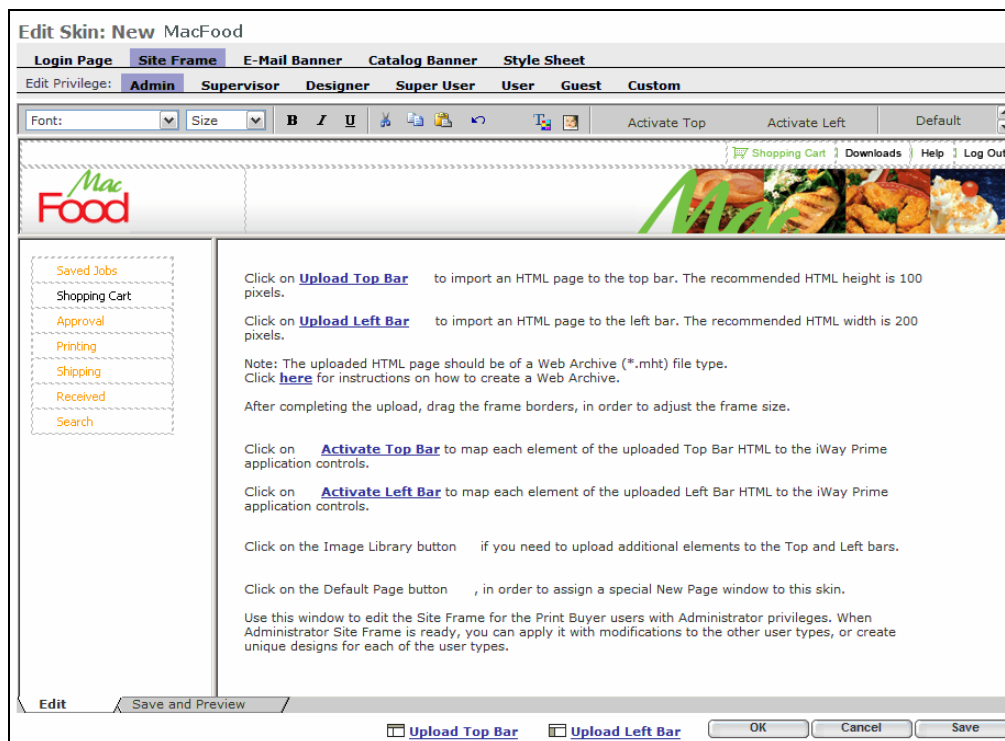 Edit Skin: New MacFood
Login Page Site Frame E-Mail Banner Catalog Banner Style Sheet
Edit Privilege: Admin Supervisor Designer Super User User Guest Custom
Font: Size B I U Activate Top Activate Left Default
Shopping Cart Downloads Help Log Out
Mac
Food
Mac
Saved Jobs
Shopping Cart
Approval
Printing
Shipping
Received
Search
Click on Upload Top Bar to import an HTML page to the top bar. The recommended HTML height is 100
pixels.
Click on Upload Left Bar to import an HTML page to the left bar. The recommended HTML width is 200
pixels.
Note: The uploaded HTML page should be of a Web Archive (*.mht) file type.
Click here for instructions on how to create a Web Archive.
After completing the upload, drag the frame borders, in order to adjust the frame size.
Click on Activate Top Bar to map each element of the uploaded Top Bar HTML to the iWay Prime
application controls.
Click on Activate Left Bar to map each element of the uploaded Left Bar HTML to the iWay Prime
application controls.
Click on the Image Library button if you need to upload additional elements to the Top and Left bars.
Click on the Default Page button , in order to assign a special New Page window to this skin.
Use this window to edit the Site Frame for the Print Buyer users with Administrator privileges. When
Administrator Site Frame is ready, you can apply it with modifications to the other user types, or create
unique designs for each of the user types.
Edit Save and Preview
Upload Top Bar Upload Left Bar OK Cancel Save